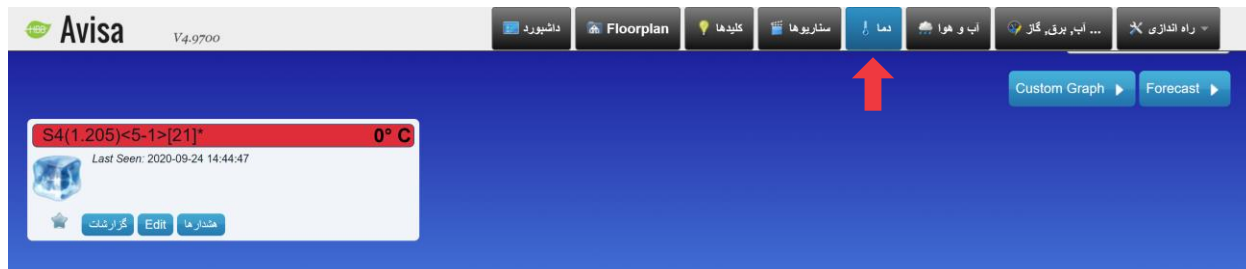 HBE Avisa V4.9700
داشبورد
Floorplan
کلیدها
سناریوها
دما
آب و هوا
آب, برق, گاز ...
راه اندازی
Custom Graph
Forecast
S4(1.205)<5-1>[21]* 0° C
Last Seen: 2020-09-24 14:44:47
گزارشات Edit هشدارها